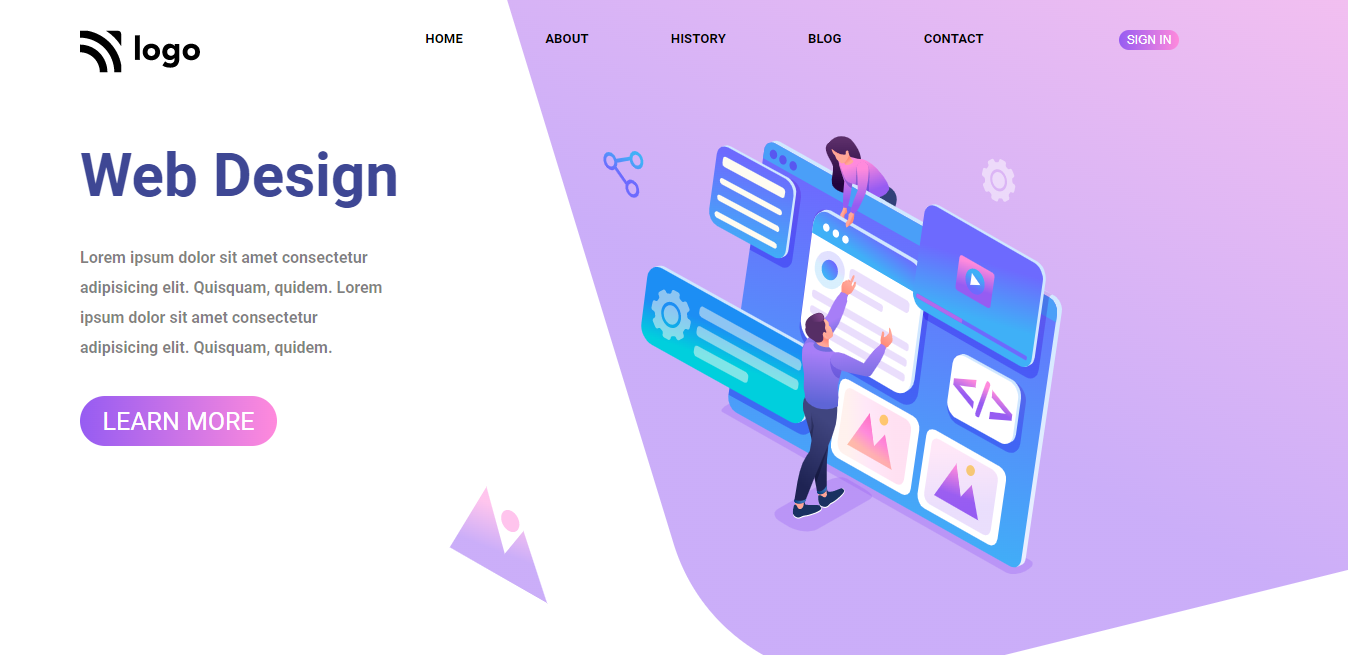 logo
HOME
ABOUT
HISTORY
BLOG
CONTACT
SIGN IN
Web Design
Lorem ipsum dolor sit amet consectetur
adipisicing elit. Quisquam, quidem. Lorem
ipsum dolor sit amet consectetur
adipisicing elit. Quisquam, quidem.
LEARN MORE
<//>